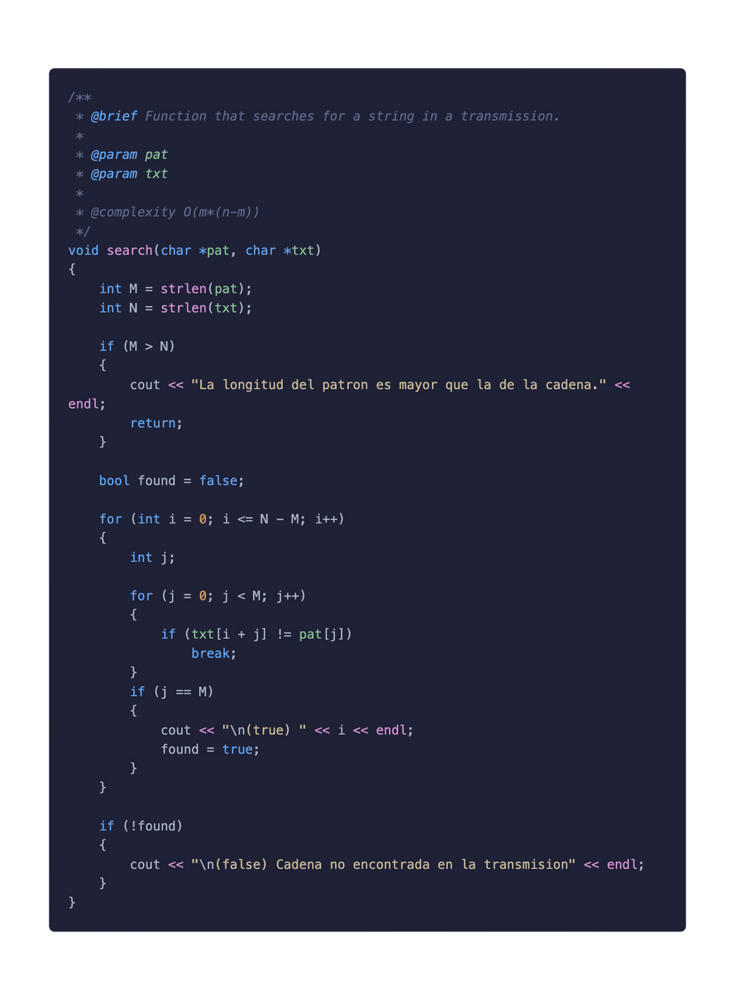 /**
 * @brief Function that searches for a string in a transmission.
 *
 * @param pat
 * @param txt
 *
 * @complexity O(m*(n-m))
 */
void search(char *pat, char *txt)
{
    int M = strlen(pat);
    int N = strlen(txt);

    if (M > N)
    {
        cout << "La longitud del patron es mayor que la de la cadena." <<
endl;
        return;
    }

    bool found = false;

    for (int i = 0; i <= N - M; i++)
    {
        int j;

        for (j = 0; j < M; j++)
        {
            if (txt[i + j] != pat[j])
                break;
        }
        if (j == M)
        {
            cout << "\n(true) " << i << endl;
            found = true;
        }
    }

    if (!found)
    {
        cout << "\n(false) Cadena no encontrada en la transmision" << endl;
    }
}